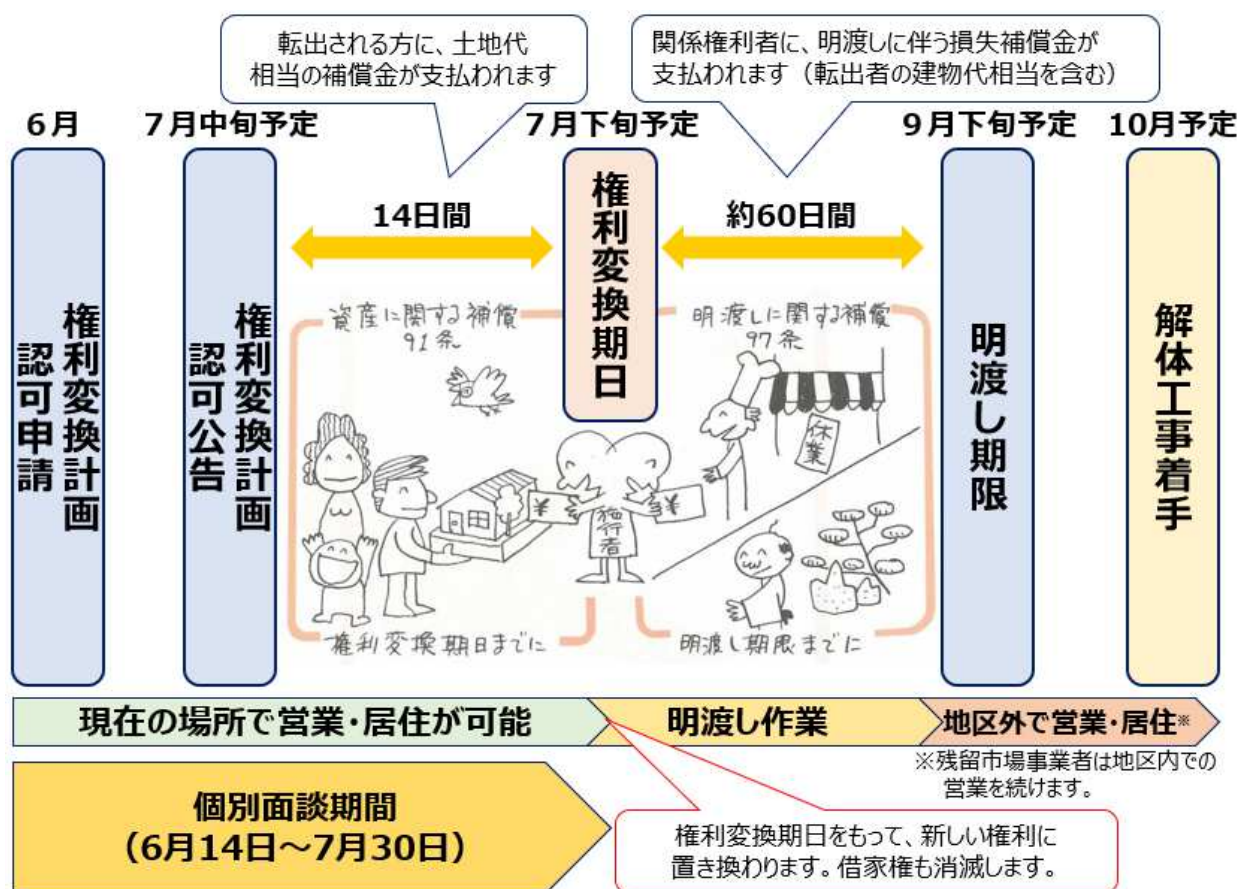 転出される方に、土地代
相当の補償金が支払われます
関係権利者に、明渡しに伴う損失補償金が
支払われます（転出者の建物代相当を含む）
６月
７月中旬予定
７月下旬予定
９月下旬予定
10月予定
権利変換計画
認可申請
権利変換計画
認可公告
14日間
権利変換期日
約60日間
明渡し期限
解体工事着手
資産に関する補償
91条
明渡しに関する補償
97条
休業
¥
¥
施行者
権利変換期日までに
明渡し期限までに
現在の場所で営業・居住が可能
明渡し作業
地区外で営業・居住※
※残留市場事業者は地区内での
営業を続けます。
個別面談期間
（6月14日～7月30日）
権利変換期日をもって、新しい権利に
置き換わります。借家権も消滅します。